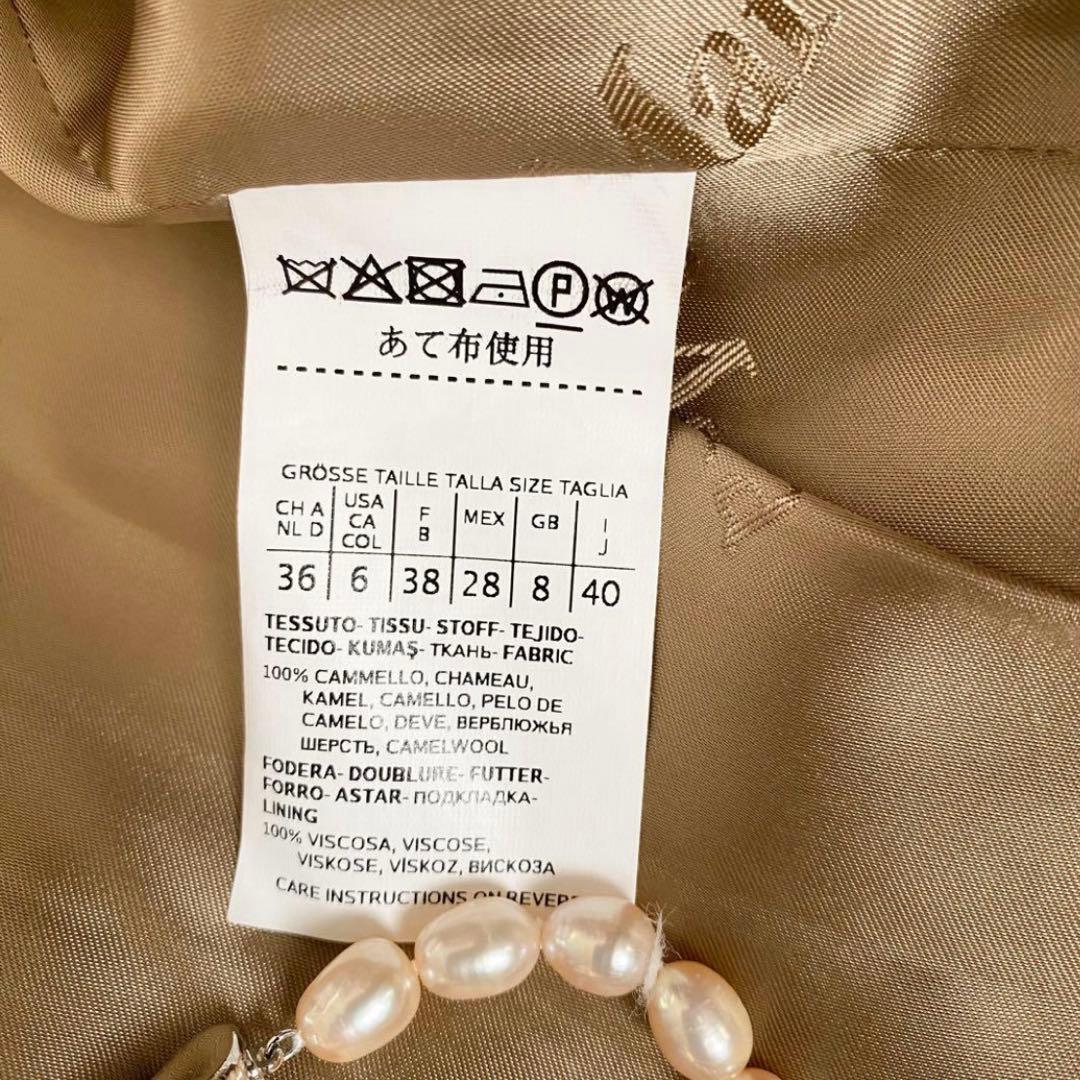 P W
あて布使用
GRÖSSE TAILLE TALLA SIZE TAGLIA
CH A NL D | USA CA COL | F B | MEX | GB | I J
36 | 6 | 38 | 28 | 8 | 40
TESSUTO- TISSU- STOFF- TEJIDO-
TECIDO- KUMAŞ- ТКАНЬ- FABRIC
100% CAMMELLO, CHAMEAU,
KAMEL, CAMELLO, PELO DE
CAMELO, DEVE, ВЕРБЛЮЖЬЯ
ШЕРСТЬ, CAMELWOOL
FODERA- DOUBLURE- FUTTER-
FORRO- ASTAR- ПОДКЛАДКА-
LINING
100% VISCOSA, VISCOSE,
VISKOSE, VİSKOZ, ВИСКОЗА
CARE INSTRUCTIONS ON